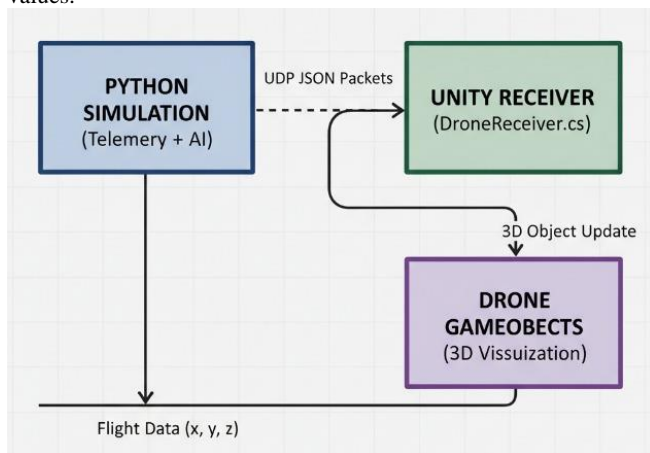 values.
PYTHON
SIMULATION
(Telemery + AI)
UDP JSON Packets
UNITY RECEIVER
(DroneReceiver.cs)
3D Object Update
DRONE
GAMEOBECTS
(3D Vissuization)
Flight Data (x, y, z)